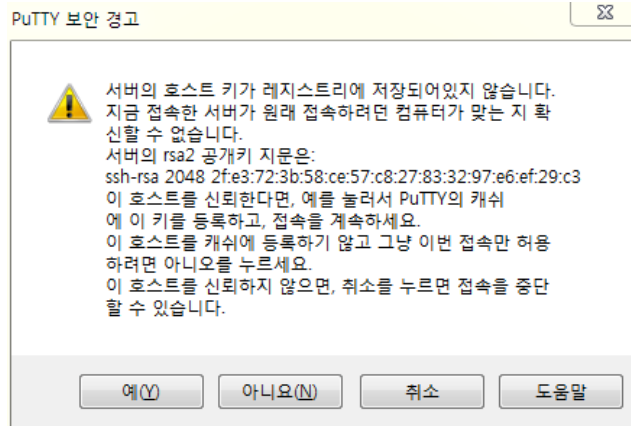 PuTTY 보안 경고
서버의 호스트 키가 레지스트리에 저장되어있지 않습니다.
지금 접속한 서버가 원래 접속하려던 컴퓨터가 맞는 지 확
신할 수 없습니다.
서버의 rsa2 공개키 지문은:
ssh-rsa 2048 2f:e3:72:3b:58:ce:57:c8:27:83:32:97:e6:ef:29:c3
이 호스트를 신뢰한다면, 예를 눌러서 PuTTY의 캐쉬
에 이 키를 등록하고, 접속을 계속하세요.
이 호스트를 캐쉬에 등록하기 않고 그냥 이번 접속만 허용
하려면 아니오를 누르세요.
이 호스트를 신뢰하지 않으면, 취소를 누르면 접속을 중단
할 수 있습니다.
예(Y) 아니요(N) 취소 도움말